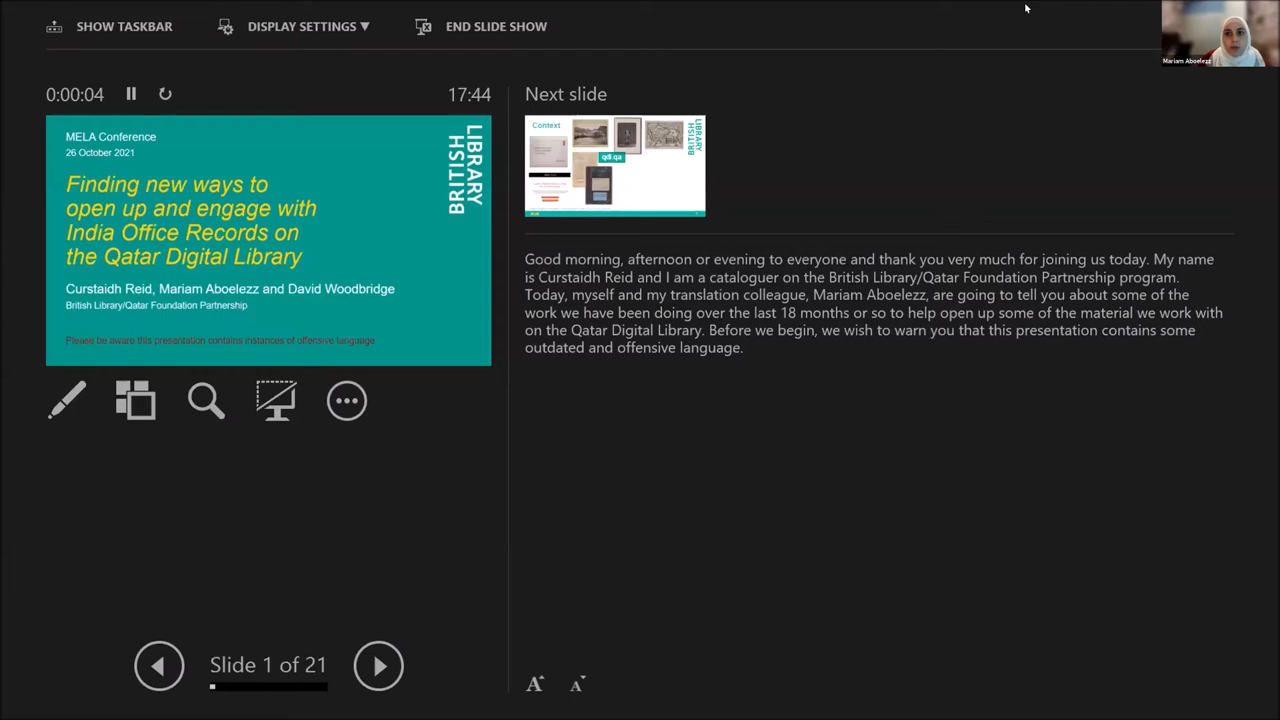 SHOW TASKBAR
DISPLAY SETTINGS ▼
END SLIDE SHOW
Mariam Aboelezz
0:00:04
17:44
MELA Conference
26 October 2021
Finding new ways to
open up and engage with
India Office Records on
the Qatar Digital Library
Curstaidh Reid, Mariam Aboelezz and David Woodbridge
British Library/Qatar Foundation Partnership
Please be aware this presentation contains instances of offensive language
LIBRARY
BRITISH
Next slide
Context
qdl.qa
LIBRARY
BRITISH
Good morning, afternoon or evening to everyone and thank you very much for joining us today. My name
is Curstaidh Reid and I am a cataloguer on the British Library/Qatar Foundation Partnership program.
Today, myself and my translation colleague, Mariam Aboelezz, are going to tell you about some of the
work we have been doing over the last 18 months or so to help open up some of the material we work with
on the Qatar Digital Library. Before we begin, we wish to warn you that this presentation contains some
outdated and offensive language.
Slide 1 of 21
A A